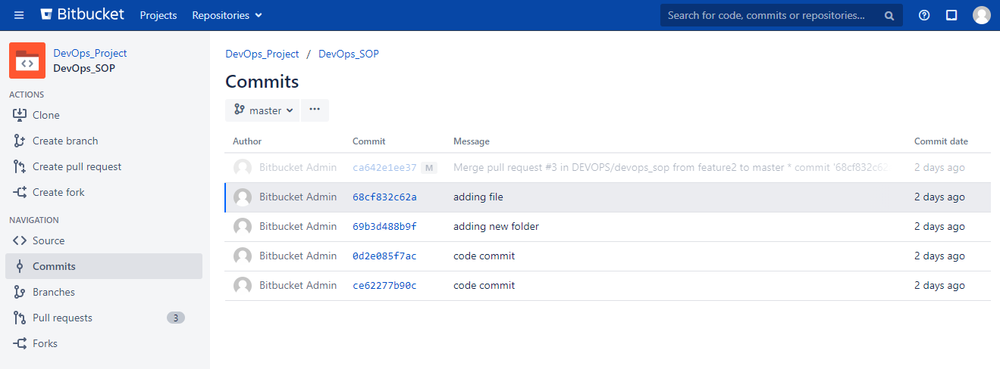 Bitbucket Projects Repositories Search for code, commits or repositories...
DevOps_Project
DevOps_SOP
ACTIONS
Clone
Create branch
Create pull request
Create fork
NAVIGATION
Source
Commits
Branches
Pull requests 3
Forks
DevOps_Project / DevOps_SOP
Commits
master ...
Author Commit Message Commit date
Bitbucket Admin ca642e1ee37 M Merge pull request #3 in DEVOPS/devops_sop from feature2 to master * commit '68cf832c62 2 days ago
Bitbucket Admin 68cf832c62a adding file 2 days ago
Bitbucket Admin 69b3d488b9f adding new folder 2 days ago
Bitbucket Admin 0d2e085f7ac code commit 2 days ago
Bitbucket Admin ce62277b90c code commit 2 days ago